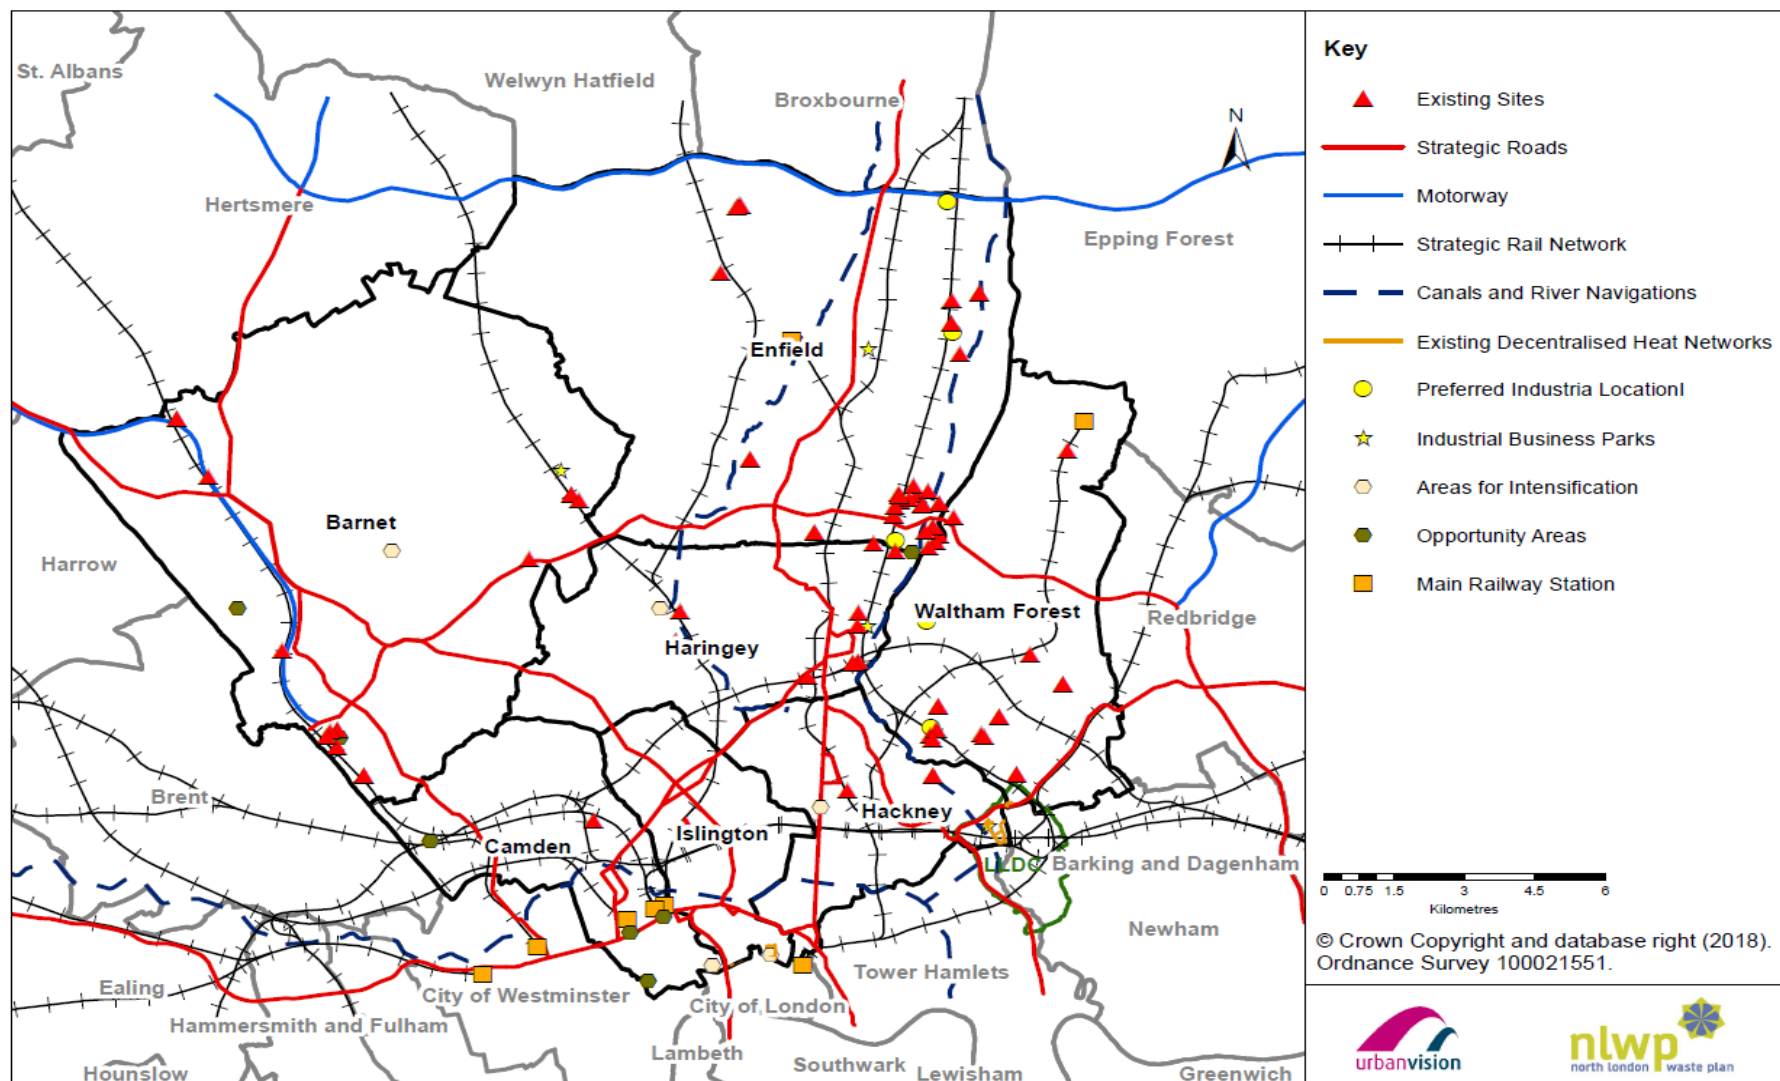 St. Albans
Welwyn Hatfield
Broxbourne
Hertsmere
Epping Forest
Enfield
Barnet
Harrow
Waltham Forest
Redbridge
Haringey
Brent
Hackney
Islington
Camden
LLDC
Barking and Dagenham
Newham
Tower Hamlets
Ealing
City of Westminster
City of London
Hammersmith and Fulham
Lambeth
Southwark
Hounslow
Lewisham
Greenwich
N
Key
Existing Sites
Strategic Roads
Motorway
Strategic Rail Network
Canals and River Navigations
Existing Decentralised Heat Networks
Preferred Industria Locationl
Industrial Business Parks
Areas for Intensification
Opportunity Areas
Main Railway Station
0 0.75 1.5 3 4.5 6
Kilometres
© Crown Copyright and database right (2018).
Ordnance Survey 100021551.
urbanvision
nlwp
north london waste plan